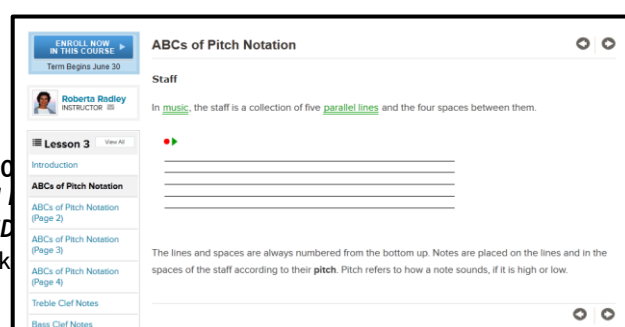 ENROLL NOW
IN THIS COURSE
Term Begins June 30
Roberta Radley
INSTRUCTOR
Lesson 3
View All
Introduction
ABCs of Pitch Notation
ABCs of Pitch Notation
(Page 2)
ABCs of Pitch Notation
(Page 3)
ABCs of Pitch Notation
(Page 4)
Treble Clef Notes
Bass Clef Notes
ABCs of Pitch Notation
Staff
In music, the staff is a collection of five parallel lines and the four spaces between them.
The lines and spaces are always numbered from the bottom up. Notes are placed on the lines and in the
spaces of the staff according to their pitch. Pitch refers to how a note sounds, if it is high or low.